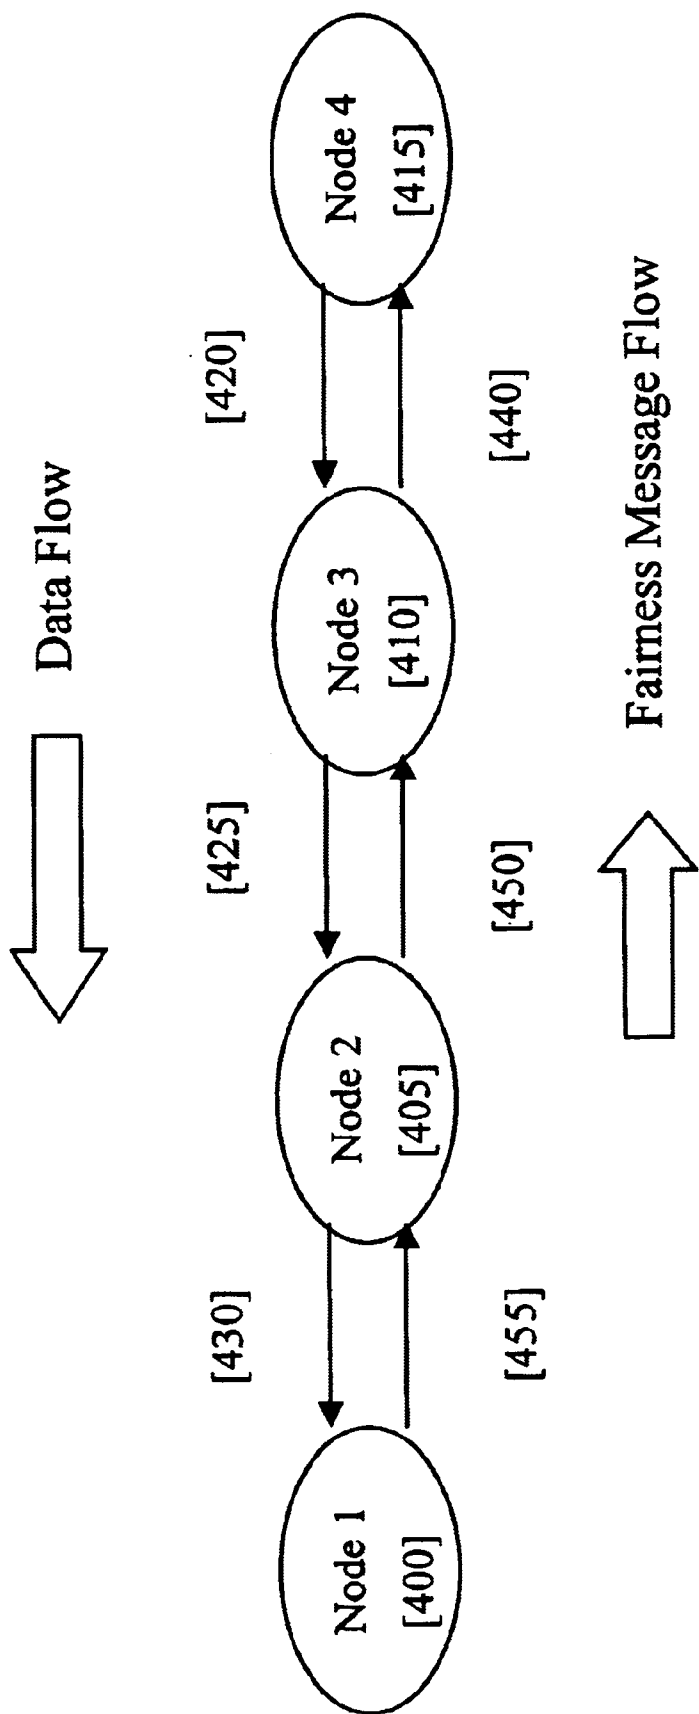 Data Flow
[430]
[425]
[420]
Node 1
[400]
Node 2
[405]
Node 3
[410]
Node 4
[415]
[455]
[450]
[440]
Fairness Message Flow